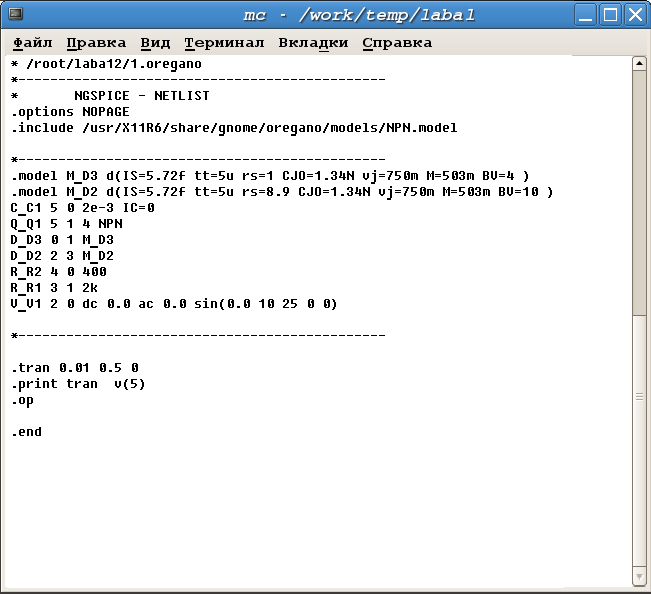 mc - /work/temp/laba1
Файл Правка Вид Терминал Вкладки Справка
* /root/laba12/1.oregano
*----------------------------------------------
* NGSPICE - NETLIST
.options NOPAGE
.include /usr/X11R6/share/gnome/oregano/models/NPN.model
*----------------------------------------------
.model M_D3 d(IS=5.72f tt=5u rs=1 CJO=1.34N vj=750m M=503m BV=4 )
.model M_D2 d(IS=5.72f tt=5u rs=8.9 CJO=1.34N vj=750m M=503m BV=10 )
C_C1 5 0 2e-3 IC=0
Q_Q1 5 1 4 NPN
D_D3 0 1 M_D3
D_D2 2 3 M_D2
R_R2 4 0 400
R_R1 3 1 2k
V_V1 2 0 dc 0.0 ac 0.0 sin(0.0 10 25 0 0)
*----------------------------------------------
.tran 0.01 0.5 0
.print tran v(5)
.op
.end